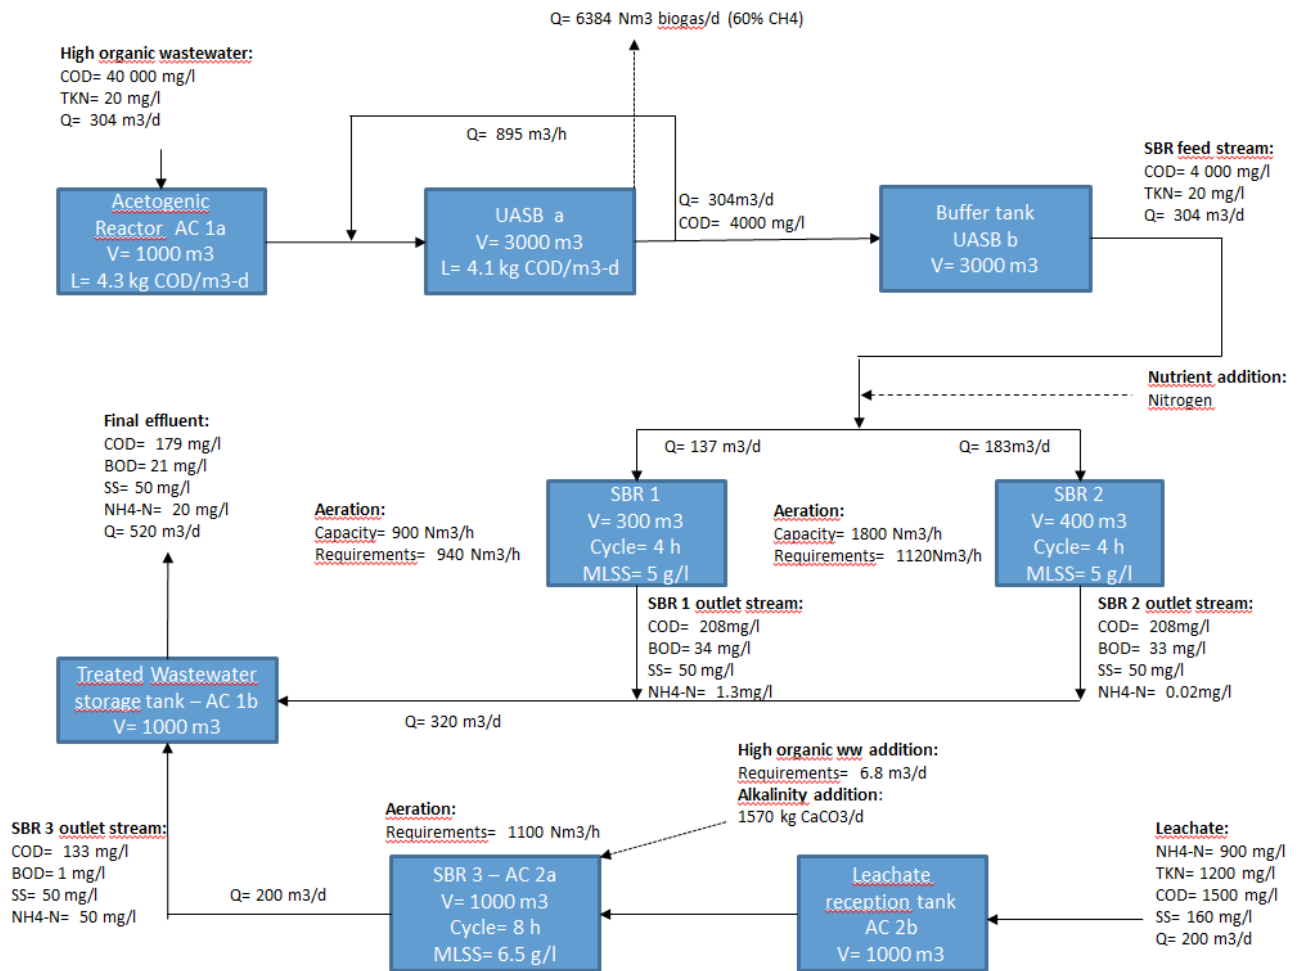 Q= 6384 Nm3 biogas/d (60% CH4)
High organic wastewater:
COD= 40 000 mg/l
TKN= 20 mg/l
Q=  304 m3/d
Q=  895 m3/h
Acetogenic
Reactor  AC 1a
V= 1000 m3
L= 4.3 kg COD/m3-d
UASB  a
V= 3000 m3
L= 4.1 kg COD/m3-d
Q=  304m3/d
COD=  4000 mg/l
Buffer tank
UASB b
V= 3000 m3
SBR feed stream:
COD= 4 000 mg/l
TKN= 20 mg/l
Q=  304 m3/d
Nutrient addition:
Nitrogen
Q= 137 m3/d
Q=  183m3/d
Final effluent:
COD=  179 mg/l
BOD= 21 mg/l
SS= 50 mg/l
NH4-N=  20 mg/l
Q= 520 m3/d
Aeration:
Capacity= 900 Nm3/h
Requirements=  940 Nm3/h
SBR 1
V= 300 m3
Cycle= 4 h
MLSS= 5 g/l
Aeration:
Capacity= 1800 Nm3/h
Requirements=  1120Nm3/h
SBR 2
V= 400 m3
Cycle= 4 h
MLSS= 5 g/l
SBR 1 outlet stream:
COD=  208mg/l
BOD=  34 mg/l
SS= 50 mg/l
NH4-N=  1.3mg/l
SBR 2 outlet stream:
COD=  208mg/l
BOD=  33 mg/l
SS= 50 mg/l
NH4-N=  0.02mg/l
Treated Wastewater
storage tank – AC 1b
V= 1000 m3
Q= 320 m3/d
High organic ww addition:
Requirements=  6.8 m3/d
Alkalinity addition:
1570 kg CaCO3/d
Aeration:
Requirements=  1100 Nm3/h
SBR 3 outlet stream:
COD=  133 mg/l
BOD= 1 mg/l
SS= 50 mg/l
NH4-N=  50 mg/l
Q= 200 m3/d
SBR 3 – AC 2a
V= 1000 m3
Cycle= 8 h
MLSS= 6.5 g/l
Leachate
reception tank
AC 2b
V= 1000 m3
Leachate:
NH4-N= 900 mg/l
TKN= 1200 mg/l
COD= 1500 mg/l
SS= 160 mg/l
Q= 200 m3/d